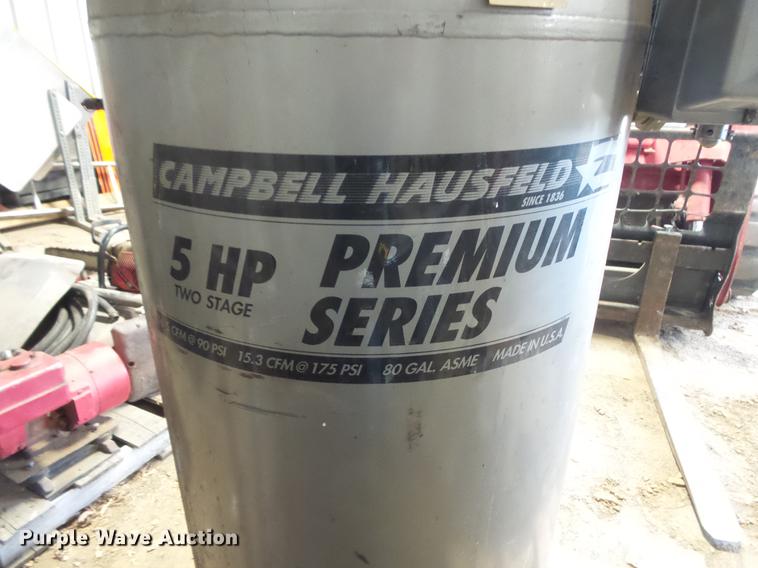 CAMPBELL HAUSFELD
SINCE 1836
5 HP
TWO STAGE
PREMIUM
SERIES
CFM @ 90 PSI 15.3 CFM @ 175 PSI 80 GAL. ASME MADE IN U.S.A.
Purple Wave Auction